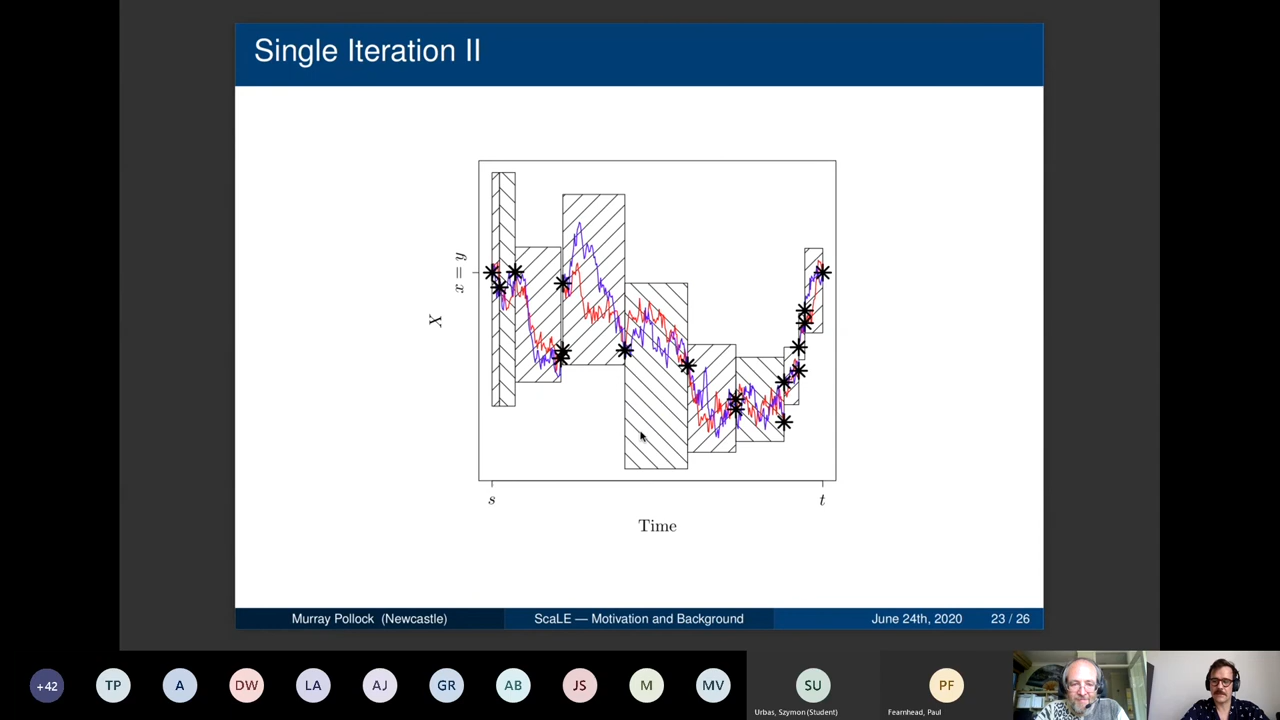 Single Iteration II
x = y
X
s
t
Time
Murray Pollock (Newcastle)
ScaLE — Motivation and Background
June 24th, 2020
23 / 26
+42
TP
A
DW
LA
AJ
GR
AB
JS
M
MV
SU
PF
Urbas, Szymon (Student)
Fearnhead, Paul